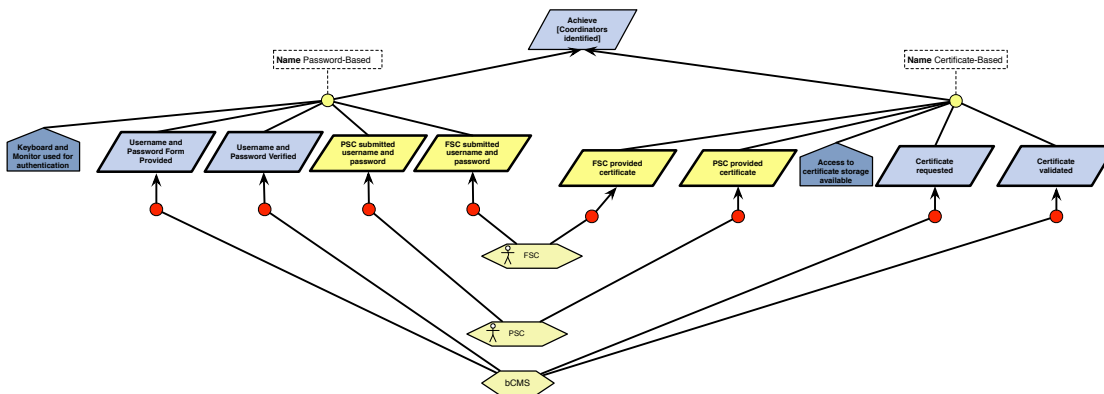 Achieve
[Coordinators
identified]
Name Password-Based
Name Certificate-Based
Keyboard and
Monitor used for
authentication
Username and
Password Form
Provided
Username and
Password Verified
PSC submitted
username and
password
FSC submitted
username and
password
FSC provided
certificate
PSC provided
certificate
Access to
certificate storage
available
Certificate
requested
Certificate
validated
FSC
PSC
bCMS